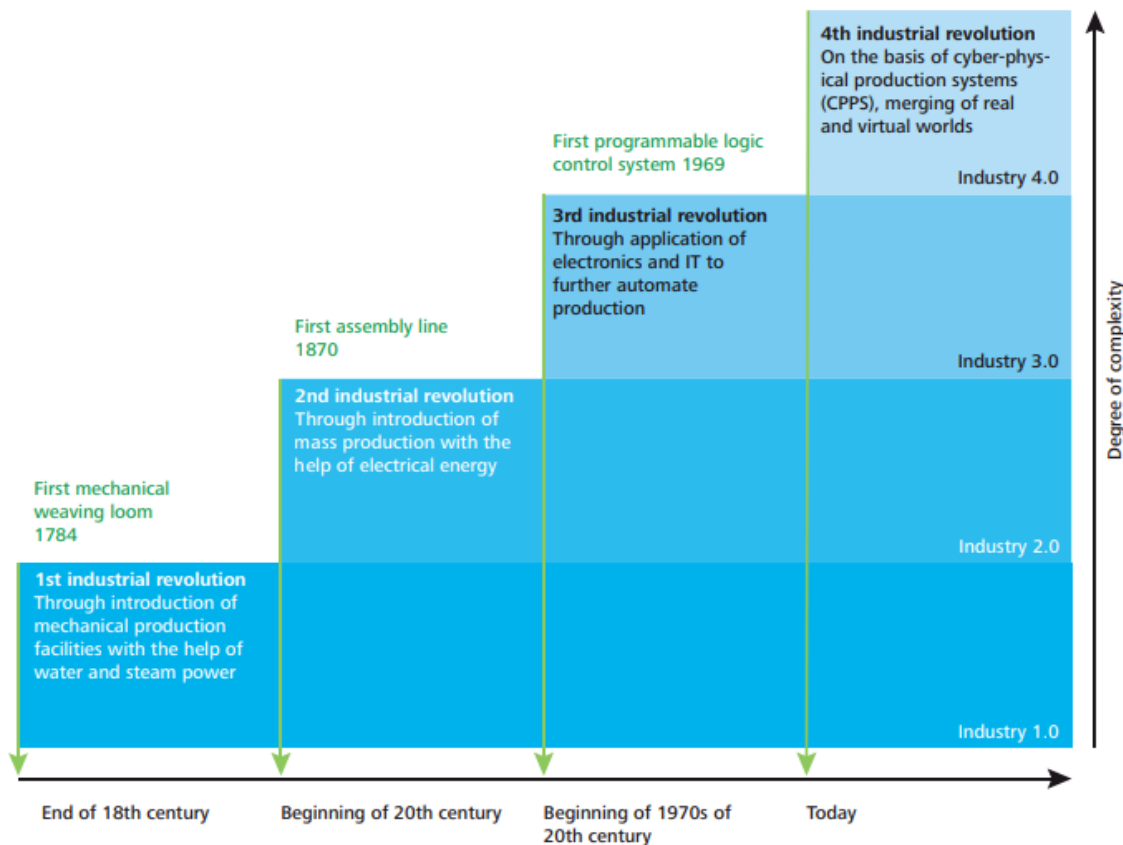 4th industrial revolution
On the basis of cyber-phys-
ical production systems
(CPPS), merging of real
and virtual worlds
Industry 4.0
First programmable logic
control system 1969
3rd industrial revolution
Through application of
electronics and IT to
further automate
production
Industry 3.0
First assembly line
1870
2nd industrial revolution
Through introduction of
mass production with the
help of electrical energy
Industry 2.0
First mechanical
weaving loom
1784
1st industrial revolution
Through introduction of
mechanical production
facilities with the help of
water and steam power
Industry 1.0
Degree of complexity
End of 18th century
Beginning of 20th century
Beginning of 1970s of
20th century
Today